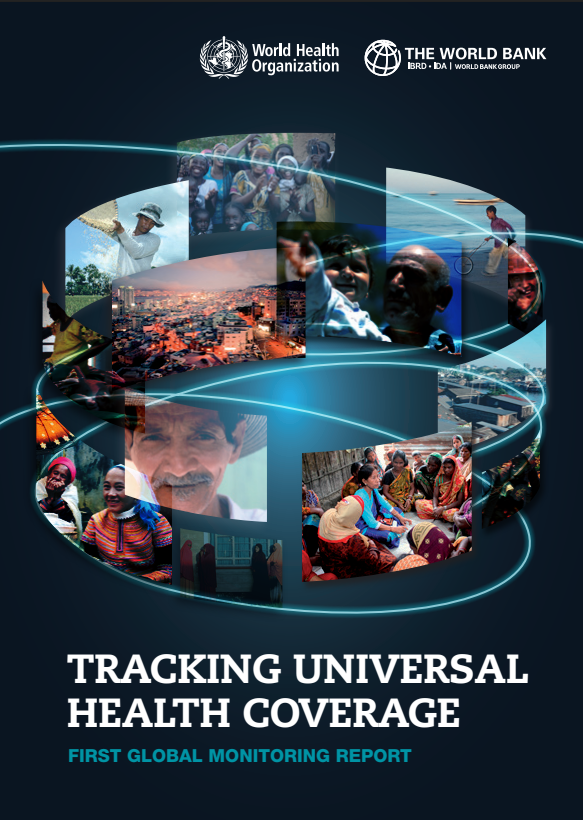 World Health
Organization
THE WORLD BANK
IBRD • IDA | WORLD BANK GROUP
TRACKING UNIVERSAL
HEALTH COVERAGE
FIRST GLOBAL MONITORING REPORT